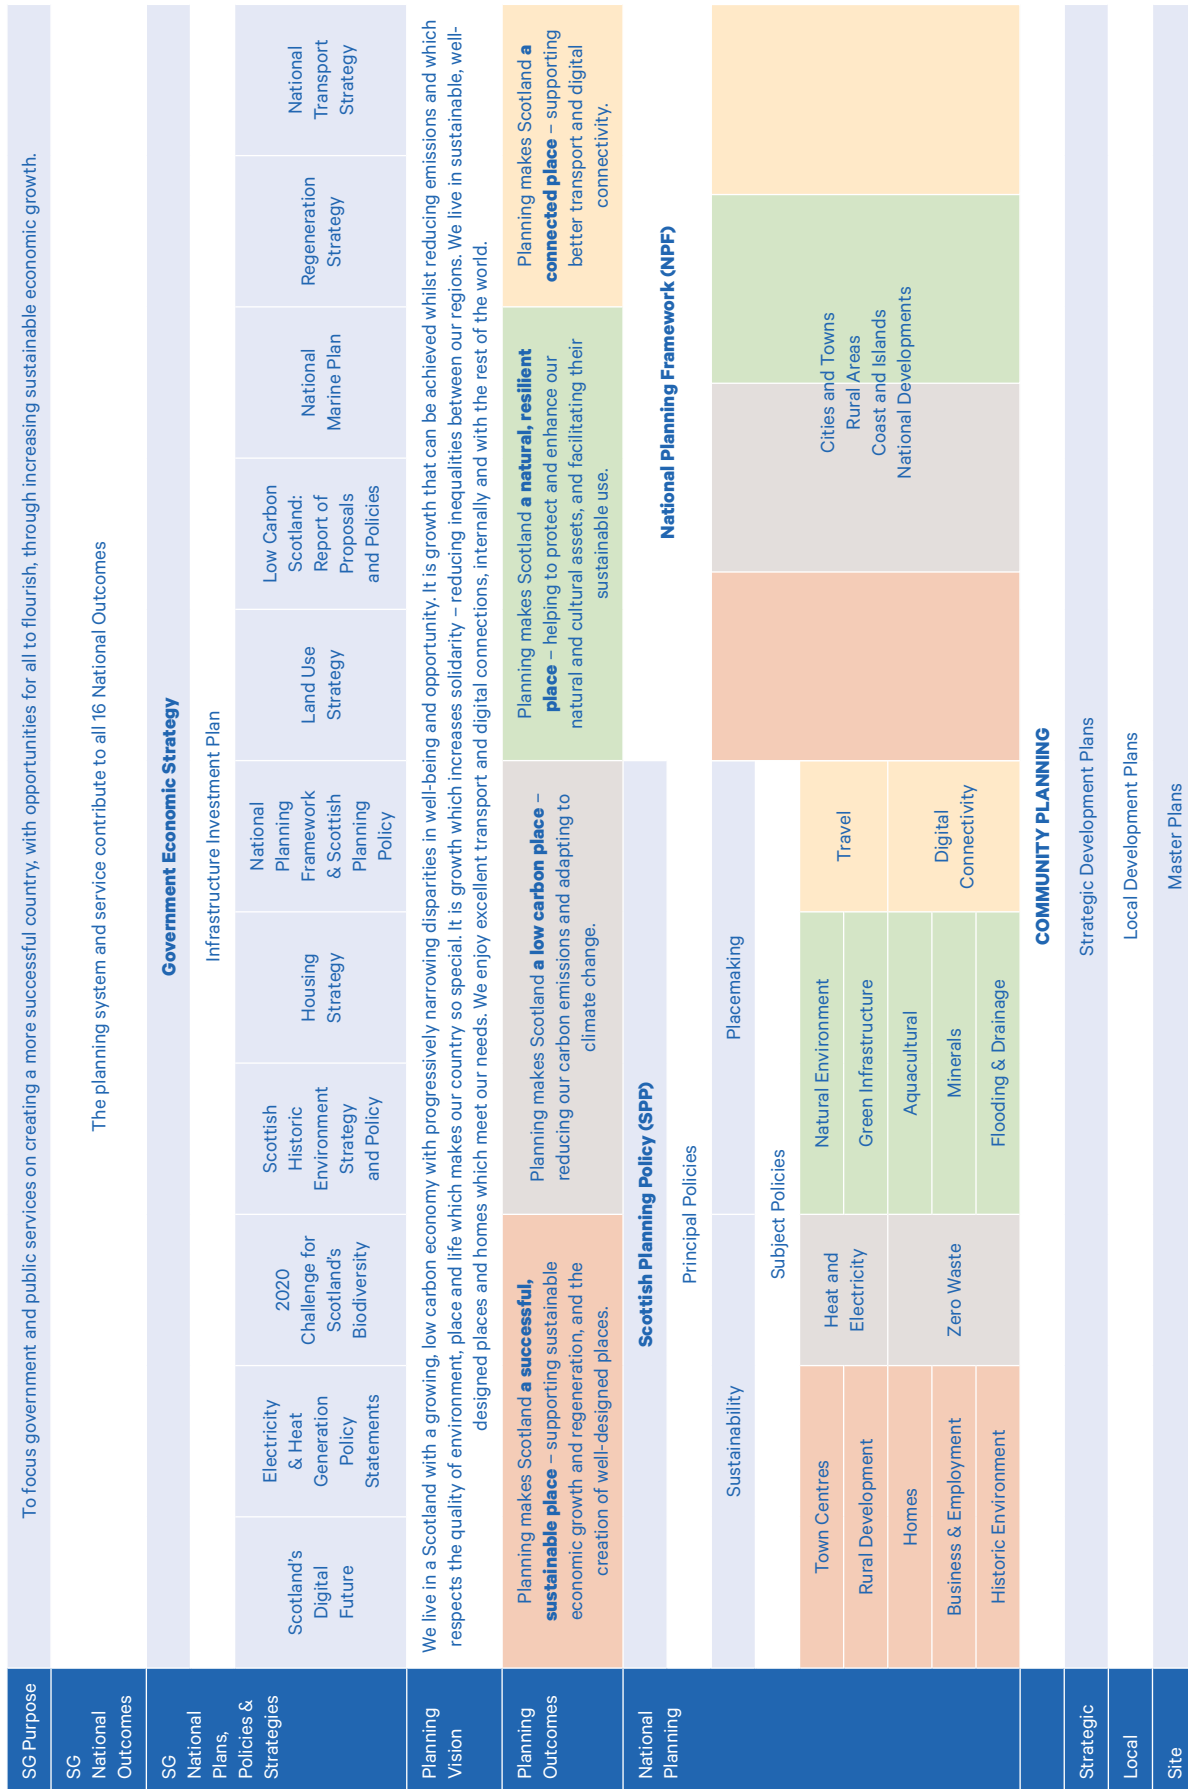 SG Purpose
To focus government and public services on creating a more successful country, with opportunities for all to flourish, through increasing sustainable economic growth.
SG
National
Outcomes
The planning system and service contribute to all 16 National Outcomes
SG
National
Plans,
Policies &
Strategies
Government Economic Strategy
Infrastructure Investment Plan
Scotland's
Digital
Future
Electricity
& Heat
Generation
Policy
Statements
2020
Challenge for
Scotland's
Biodiversity
Scottish
Historic
Environment
Strategy
and Policy
Housing
Strategy
National
Planning
Framework
& Scottish
Planning
Policy
Land Use
Strategy
Low Carbon
Scotland:
Report of
Proposals
and Policies
National
Marine Plan
Regeneration
Strategy
National
Transport
Strategy
Planning
Vision
We live in a Scotland with a growing, low carbon economy with progressively narrowing disparities in well-being and opportunity. It is growth that can be achieved whilst reducing emissions and which
respects the quality of environment, place and life which makes our country so special. It is growth which increases solidarity – reducing inequalities between our regions. We live in sustainable, well-
designed places and homes which meet our needs. We enjoy excellent transport and digital connections, internally and with the rest of the world.
Planning
Outcomes
Planning makes Scotland a successful,
sustainable place – supporting sustainable
economic growth and regeneration, and the
creation of well-designed places.
Planning makes Scotland a low carbon place –
reducing our carbon emissions and adapting to
climate change.
Planning makes Scotland a natural, resilient
place – helping to protect and enhance our
natural and cultural assets, and facilitating their
sustainable use.
Planning makes Scotland a
connected place – supporting
better transport and digital
connectivity.
National
Planning
Scottish Planning Policy (SPP)
Principal Policies
Sustainability
Placemaking
Subject Policies
Town Centres
Rural Development
Homes
Business & Employment
Historic Environment
Heat and
Electricity
Zero Waste
Natural Environment
Green Infrastructure
Aquacultural
Minerals
Flooding & Drainage
Travel
Digital
Connectivity
National Planning Framework (NPF)
Cities and Towns
Rural Areas
Coast and Islands
National Developments
COMMUNITY PLANNING
Strategic
Strategic Development Plans
Local
Local Development Plans
Site
Master Plans